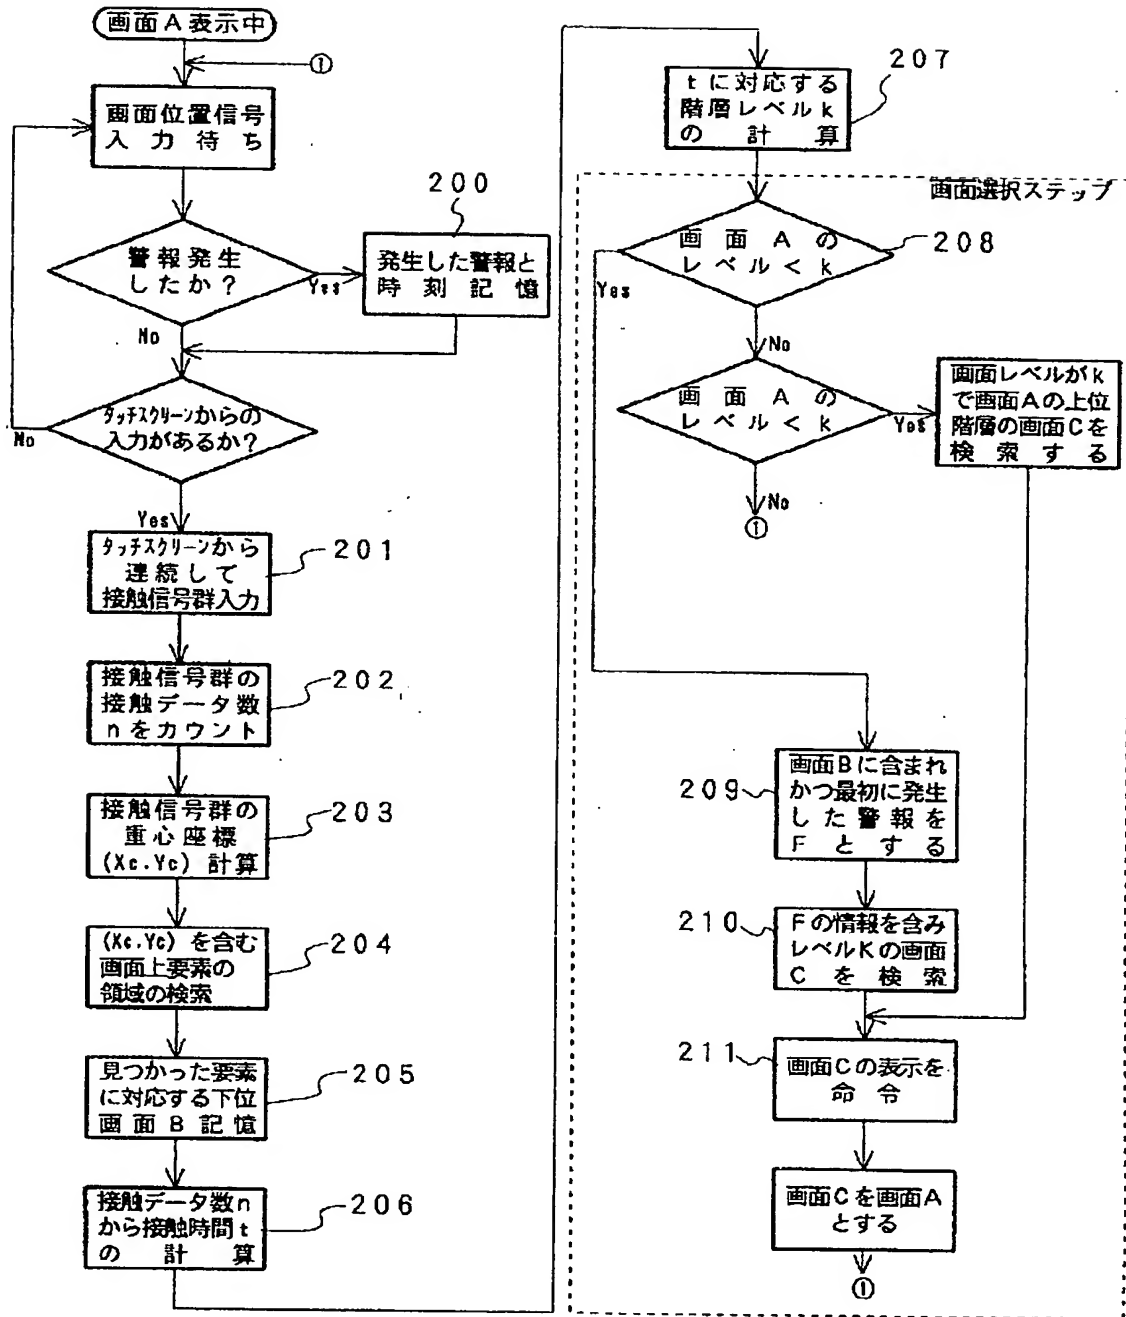 画面A表示中
①
画面位置信号
入力待ち
200
警報発生
したか？
Yes
発生した警報と
時刻記憶
No
タッチスクリーンからの
入力があるか？
No
Yes
タッチスクリーンから
連続して
接触信号群入力
201
接触信号群の
接触データ数
nをカウント
202
接触信号群の
重心座標
(Xc.Yc)計算
203
(Xc.Yc)を含む
画面上要素の
領域の検索
204
見つかった要素
に対応する下位
画面B記憶
205
接触データ数n
から接触時間t
の計算
206
tに対応する
階層レベルk
の計算
207
画面選択ステップ
画面Aの
レベル＜k
208
Yes
No
画面Aの
レベル＜k
Yes
画面レベルがk
で画面Aの上位
階層の画面Cを
検索する
No
①
209
画面Bに含まれ
かつ最初に発生
した警報を
Fとする
210
Fの情報を含み
レベルKの画面
Cを検索
211
画面Cの表示を
命令
画面Cを画面A
とする
①